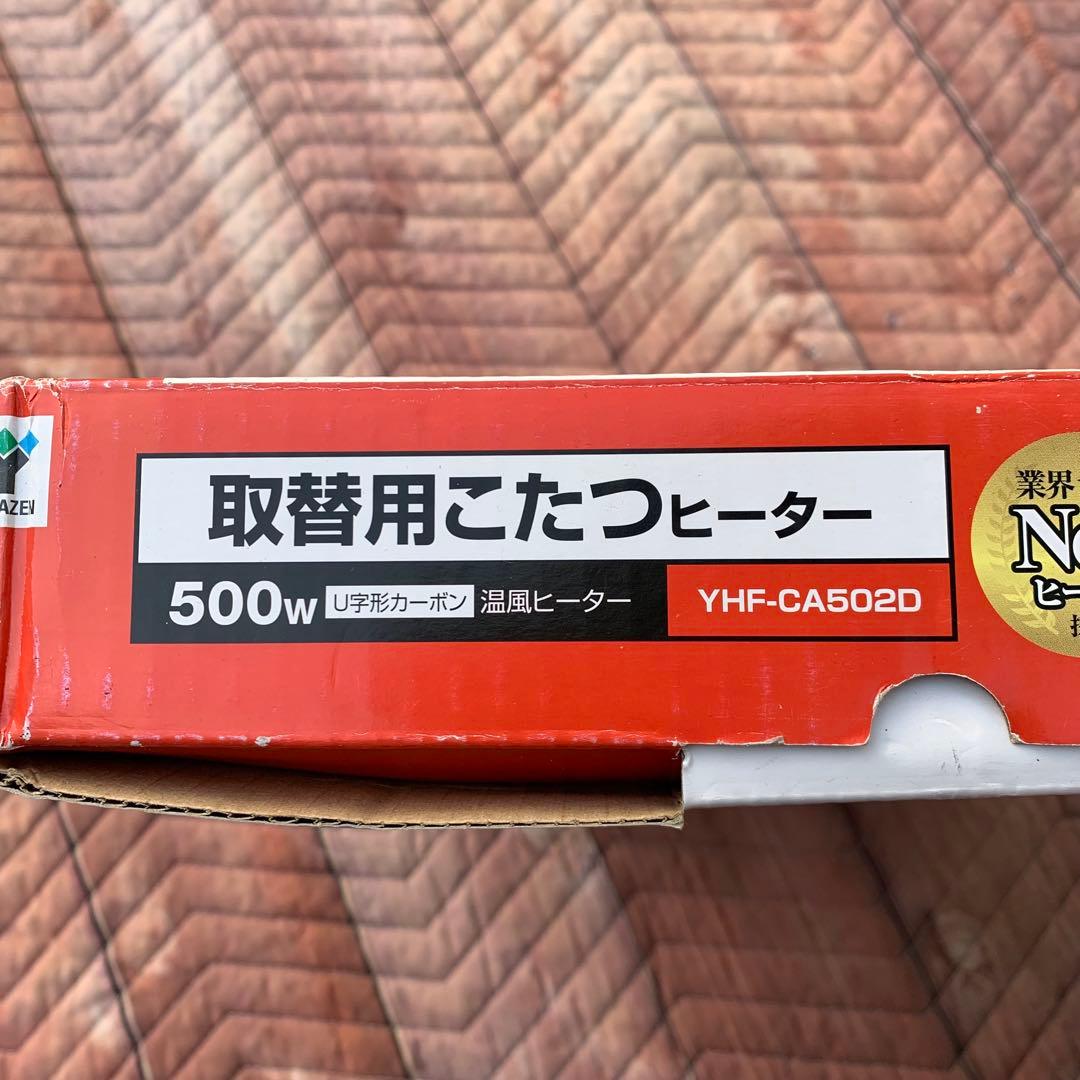 AZEN
取替用こたつヒーター
500W U字形カーボン 温風ヒーター YHF-CA502D
業界
No
ヒー